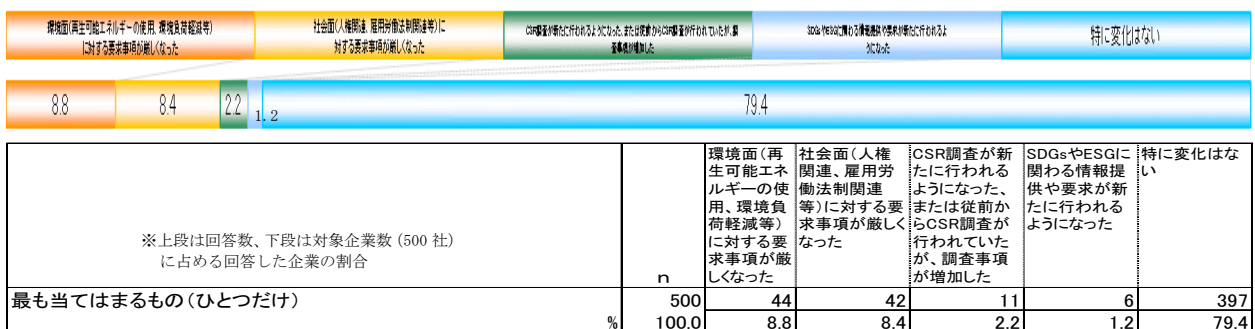 環境面(再生可能エネルギーの使用、環境負荷軽減等)
に対する要求事項が厳しくなった
社会面(人権関連、雇用労働法制関連等)に
対する要求事項が厳しくなった
CSR調査が新たに行われるようになった、または従前からCSR調査が行われていたが、調
査事項が増加した
SDGsやESGに関わる情報提供や要求が新たに行われるよ
うになった
特に変化はない
8.8
8.4
2.2
1.2
79.4
※上段は回答数、下段は対象企業数(500 社)
に占める回答した企業の割合
n
環境面(再
生可能エネ
ルギーの使
用、環境負
荷軽減等)
に対する要
求事項が厳
しくなった
社会面(人権
関連、雇用労
働法制関連
等)に対する要
求事項が厳しく
なった
CSR調査が新
たに行われる
ようになった、
または従前か
らCSR調査が
行われていた
が、調査事項
が増加した
SDGsやESGに
関わる情報提
供や要求が新
たに行われる
ようになった
特に変化はな
い
最も当てはまるもの(ひとつだけ) 500 44 42 11 6 397
% 100.0 8.8 8.4 2.2 1.2 79.4